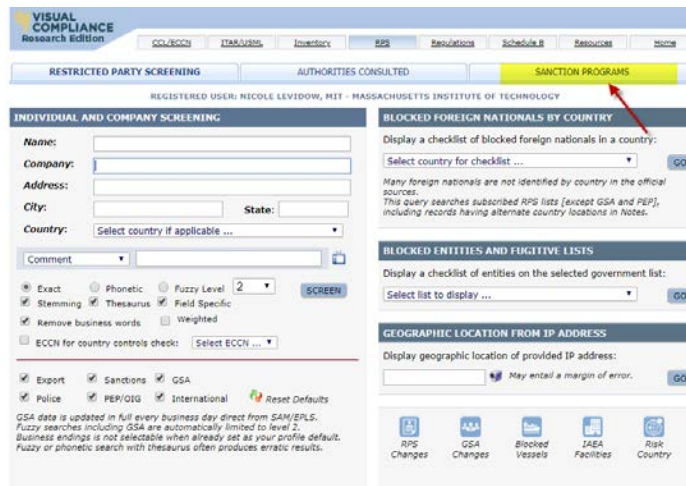 VISUAL
COMPLIANCE
Research Edition
CCL/ECCN ITAR/USML Inventory RPS Regulations Schedule B Resources Home
RESTRICTED PARTY SCREENING AUTHORITIES CONSULTED SANCTION PROGRAMS
REGISTERED USER: NICOLE LEVIDOW, MIT - MASSACHUSETTS INSTITUTE OF TECHNOLOGY
INDIVIDUAL AND COMPANY SCREENING
Name:
Company:
Address:
City: State:
Country: Select country if applicable ...
Comment
Exact Phonetic Fuzzy Level 2 SCREEN
Stemming Thesaurus Field Specific
Remove business words Weighted
ECCN for country controls check: Select ECCN ...
Export Sanctions GSA
Police PEP/OIG International Reset Defaults
GSA data is updated in full every business day direct from SAM/EPLS.
Fuzzy searches including GSA are automatically limited to level 2.
Business endings is not selectable when already set as your profile default.
Fuzzy or phonetic search with thesaurus often produces erratic results.
BLOCKED FOREIGN NATIONALS BY COUNTRY
Display a checklist of blocked foreign nationals in a country:
Select country for checklist ... GO
Many foreign nationals are not identified by country in the official
sources.
This query searches subscribed RPS lists [except GSA and PEP],
including records having alternate country locations in Notes.
BLOCKED ENTITIES AND FUGITIVE LISTS
Display a checklist of entities on the selected government list:
Select list to display ... GO
GEOGRAPHIC LOCATION FROM IP ADDRESS
Display geographic location of provided IP address:
May entail a margin of error. GO
RPS GSA Blocked IAEA Risk
Changes Changes Vessels Facilities Country